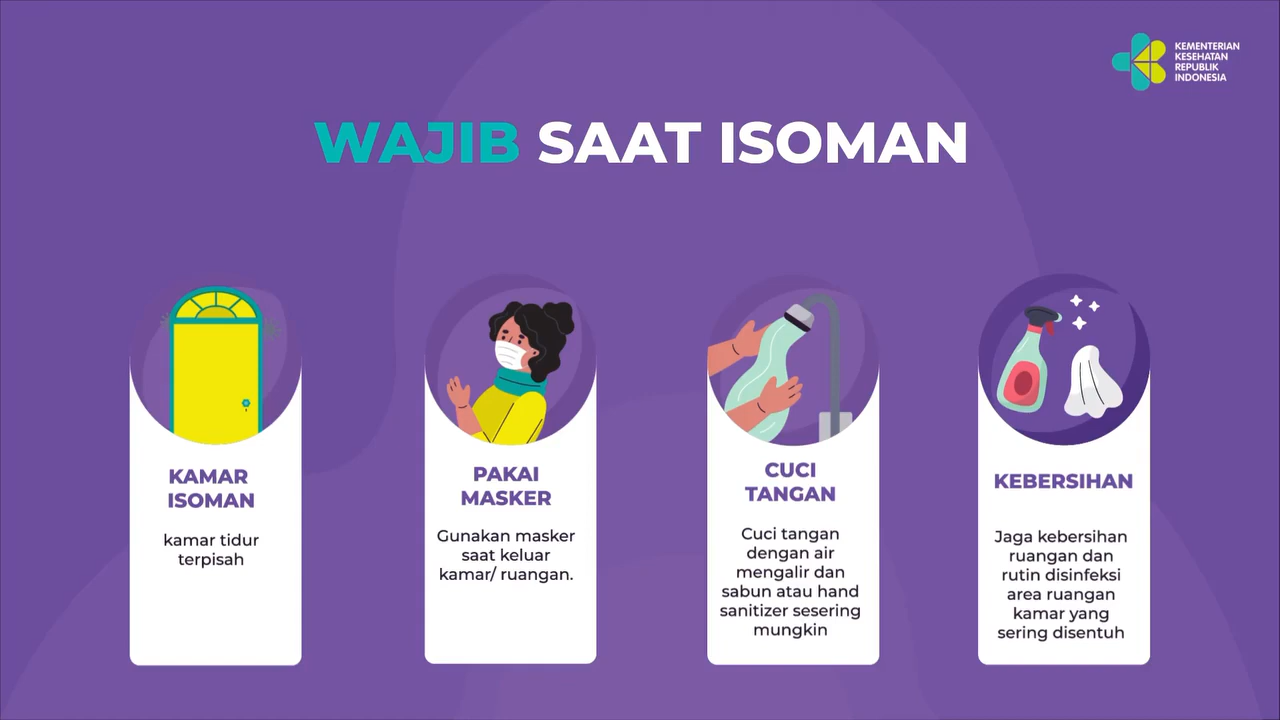 KEMENTERIAN
KESEHATAN
REPUBLIK
INDONESIA
WAJIB SAAT ISOMAN
KAMAR
ISOMAN
kamar tidur
terpisah
PAKAI
MASKER
Gunakan masker
saat keluar
kamar/ ruangan.
CUCI
TANGAN
Cuci tangan
dengan air
mengalir dan
sabun atau hand
sanitizer sesering
mungkin
KEBERSIHAN
Jaga kebersihan
ruangan dan
rutin disinfeksi
area ruangan
kamar yang
sering disentuh